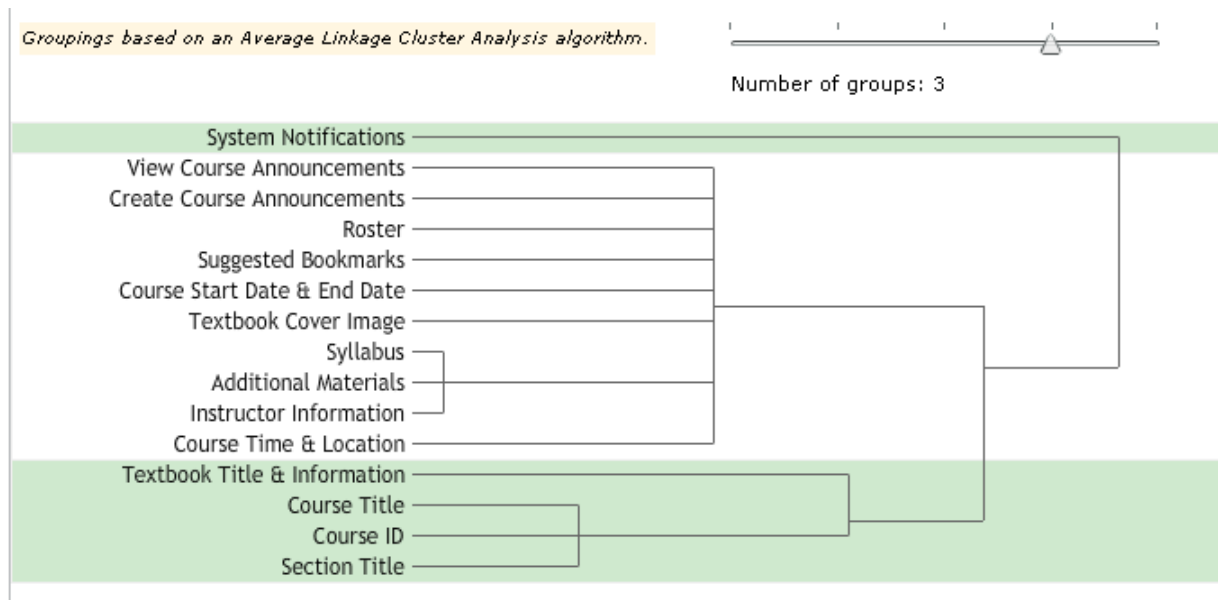 Groupings based on an Average Linkage Cluster Analysis algorithm.
Number of groups: 3
System Notifications
View Course Announcements
Create Course Announcements
Roster
Suggested Bookmarks
Course Start Date & End Date
Textbook Cover Image
Syllabus
Additional Materials
Instructor Information
Course Time & Location
Textbook Title & Information
Course Title
Course ID
Section Title